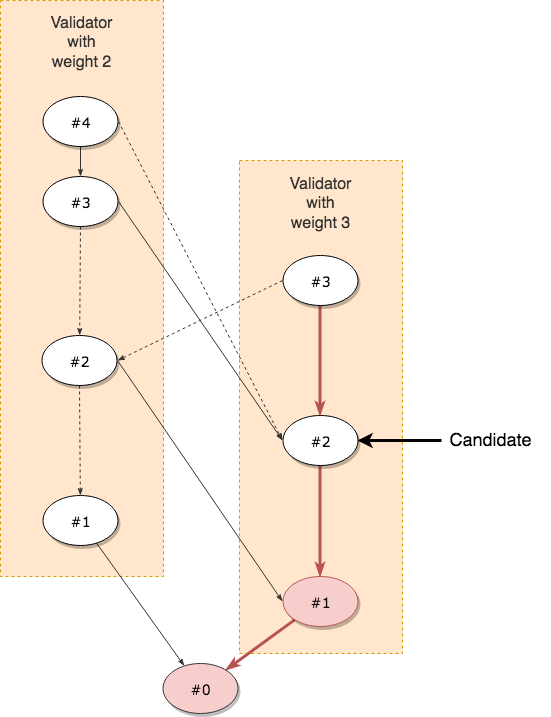 Validator
with
weight 2
#4
#3
#2
#1
Validator
with
weight 3
#3
#2
#1
Candidate
#0